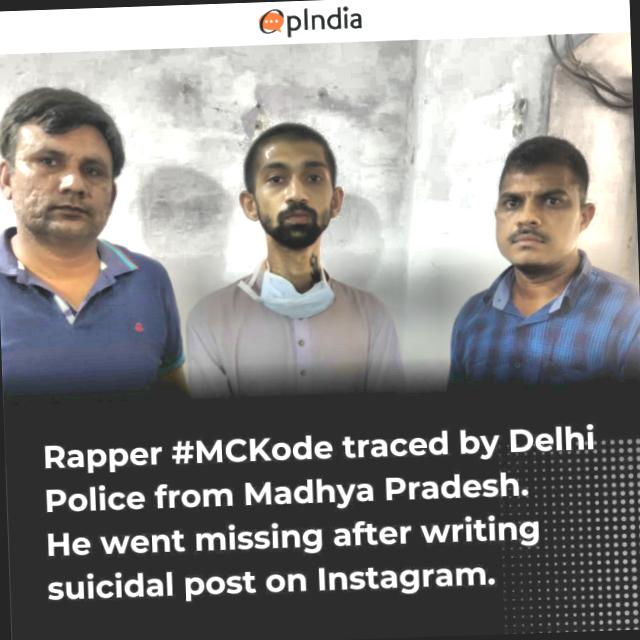 OpIndia
Rapper #MCKode traced by Delhi
Police from Madhya Pradesh.
He went missing after writing
suicidal post on Instagram.